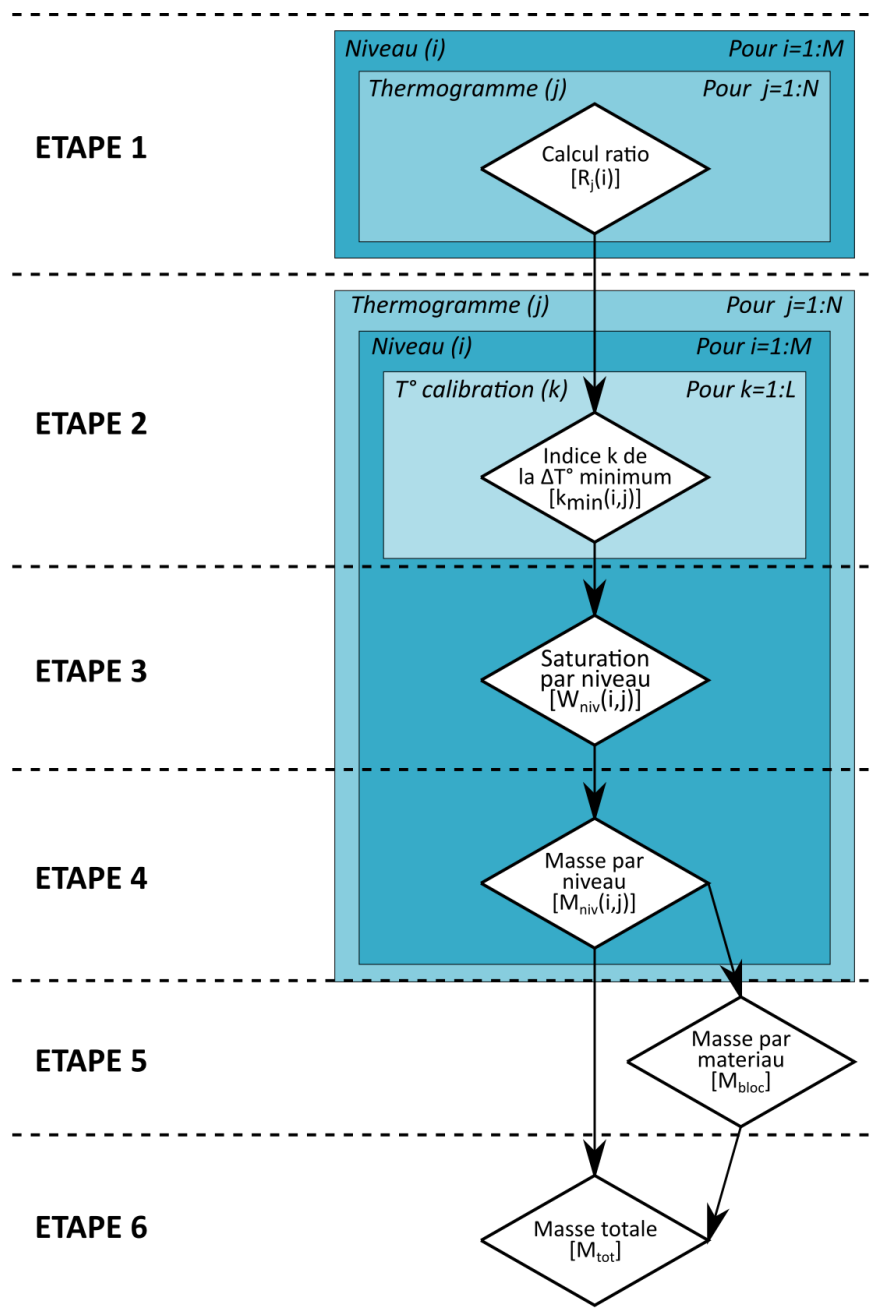 Niveau (i) Pour i=1:M
Thermogramme (j) Pour j=1:N
ETAPE 1
Calcul ratio
[Rj(i)]
Thermogramme (j) Pour j=1:N
Niveau (i) Pour i=1:M
T° calibration (k) Pour k=1:L
ETAPE 2
Indice k de
la ΔT° minimum
[kmin(i,j)]
ETAPE 3
Saturation
par niveau
[Wniv(i,j)]
ETAPE 4
Masse par
niveau
[Mniv(i,j)]
ETAPE 5
Masse par
materiau
[Mbloc]
ETAPE 6
Masse totale
[Mtot]